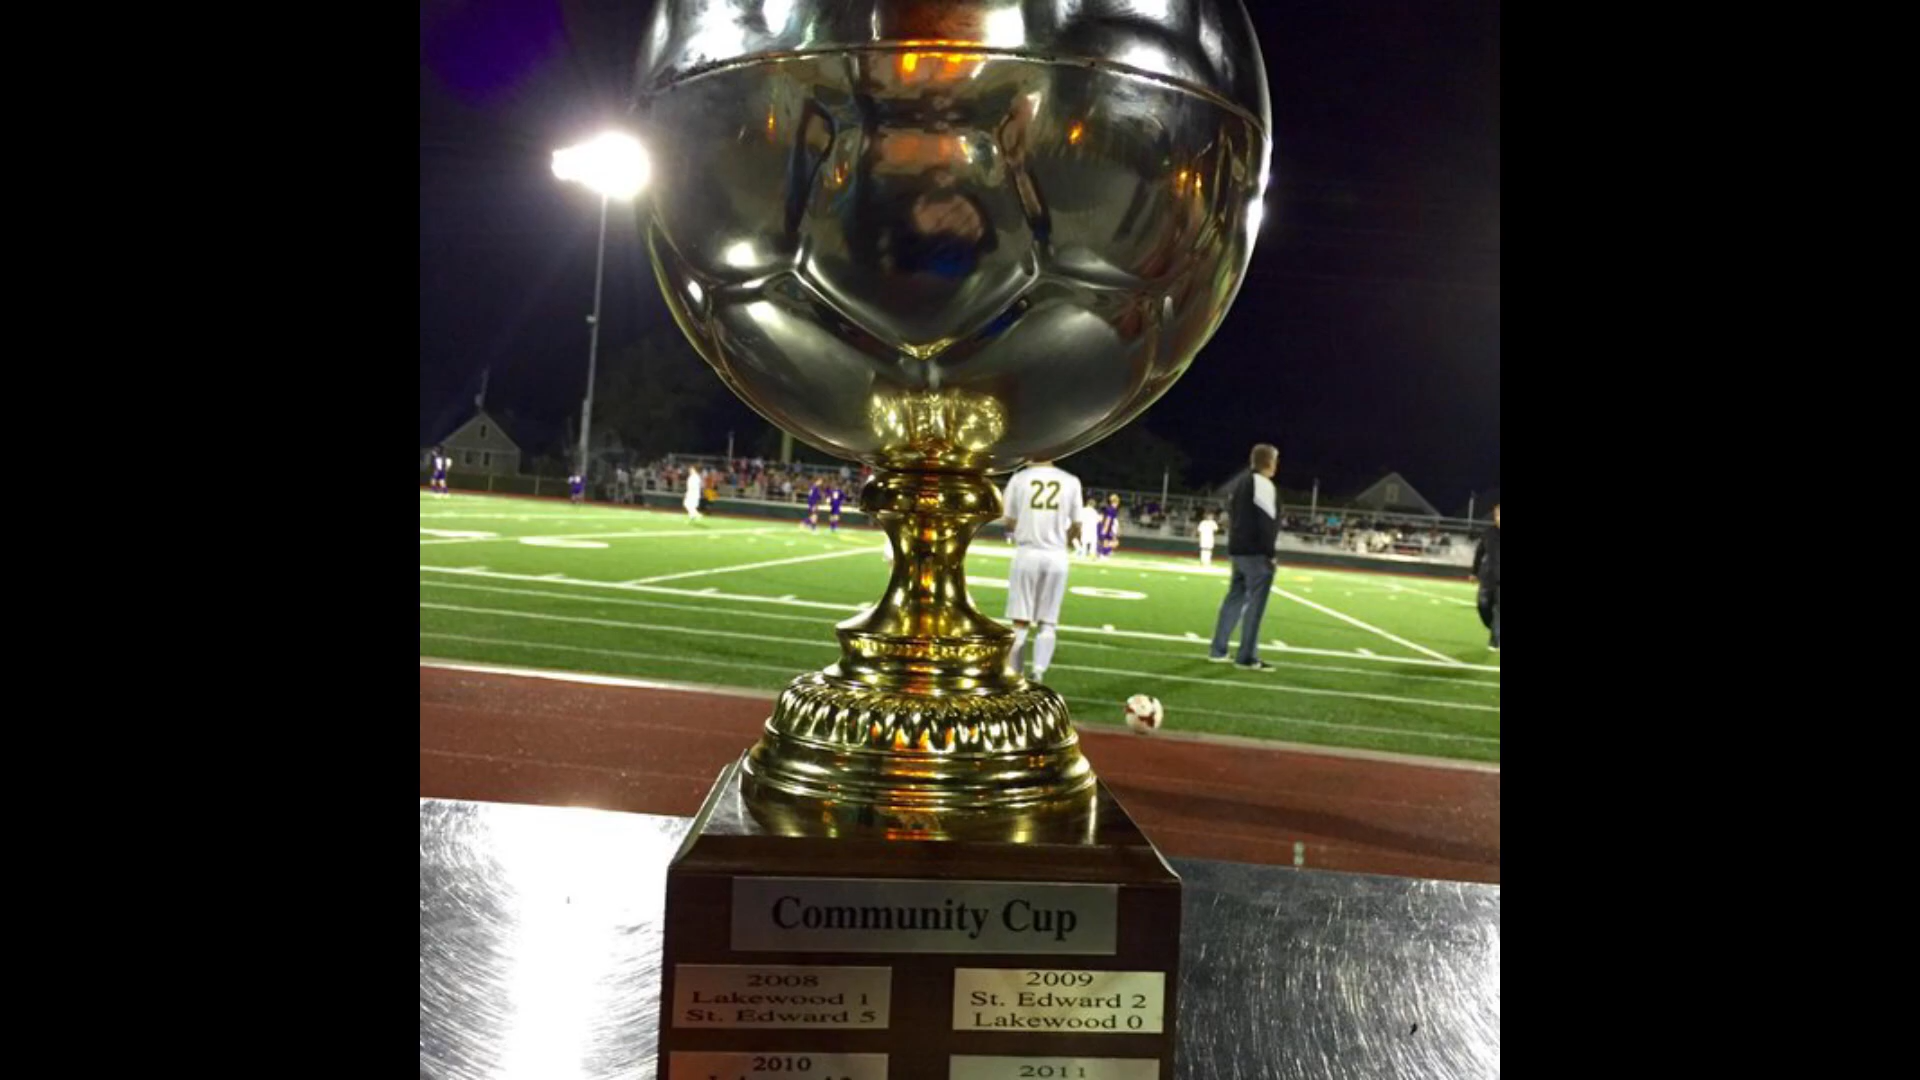 22
Community Cup
2008
Lakewood 1
St. Edward 5
2009
St. Edward 2
Lakewood 0
2010
2011